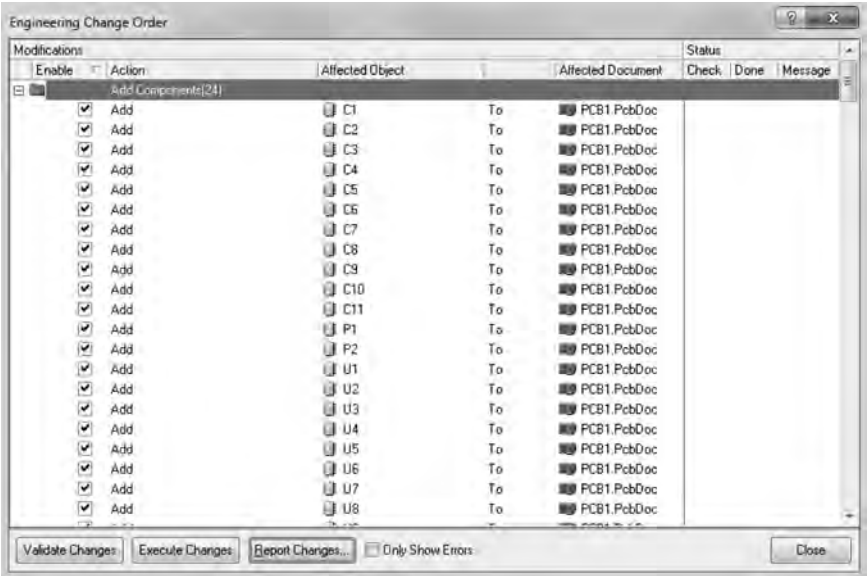 Engineering Change Order
Modifications Status
Enable Action Affected Object Affected Document Check Done Message
Add Components(24)
Add C1 To PCB1.PcbDoc
Add C2 To PCB1.PcbDoc
Add C3 To PCB1.PcbDoc
Add C4 To PCB1.PcbDoc
Add C5 To PCB1.PcbDoc
Add C6 To PCB1.PcbDoc
Add C7 To PCB1.PcbDoc
Add C8 To PCB1.PcbDoc
Add C9 To PCB1.PcbDoc
Add C10 To PCB1.PcbDoc
Add C11 To PCB1.PcbDoc
Add P1 To PCB1.PcbDoc
Add P2 To PCB1.PcbDoc
Add U1 To PCB1.PcbDoc
Add U2 To PCB1.PcbDoc
Add U3 To PCB1.PcbDoc
Add U4 To PCB1.PcbDoc
Add U5 To PCB1.PcbDoc
Add U6 To PCB1.PcbDoc
Add U7 To PCB1.PcbDoc
Add U8 To PCB1.PcbDoc
Validate Changes Execute Changes Report Changes... Only Show Errors Close